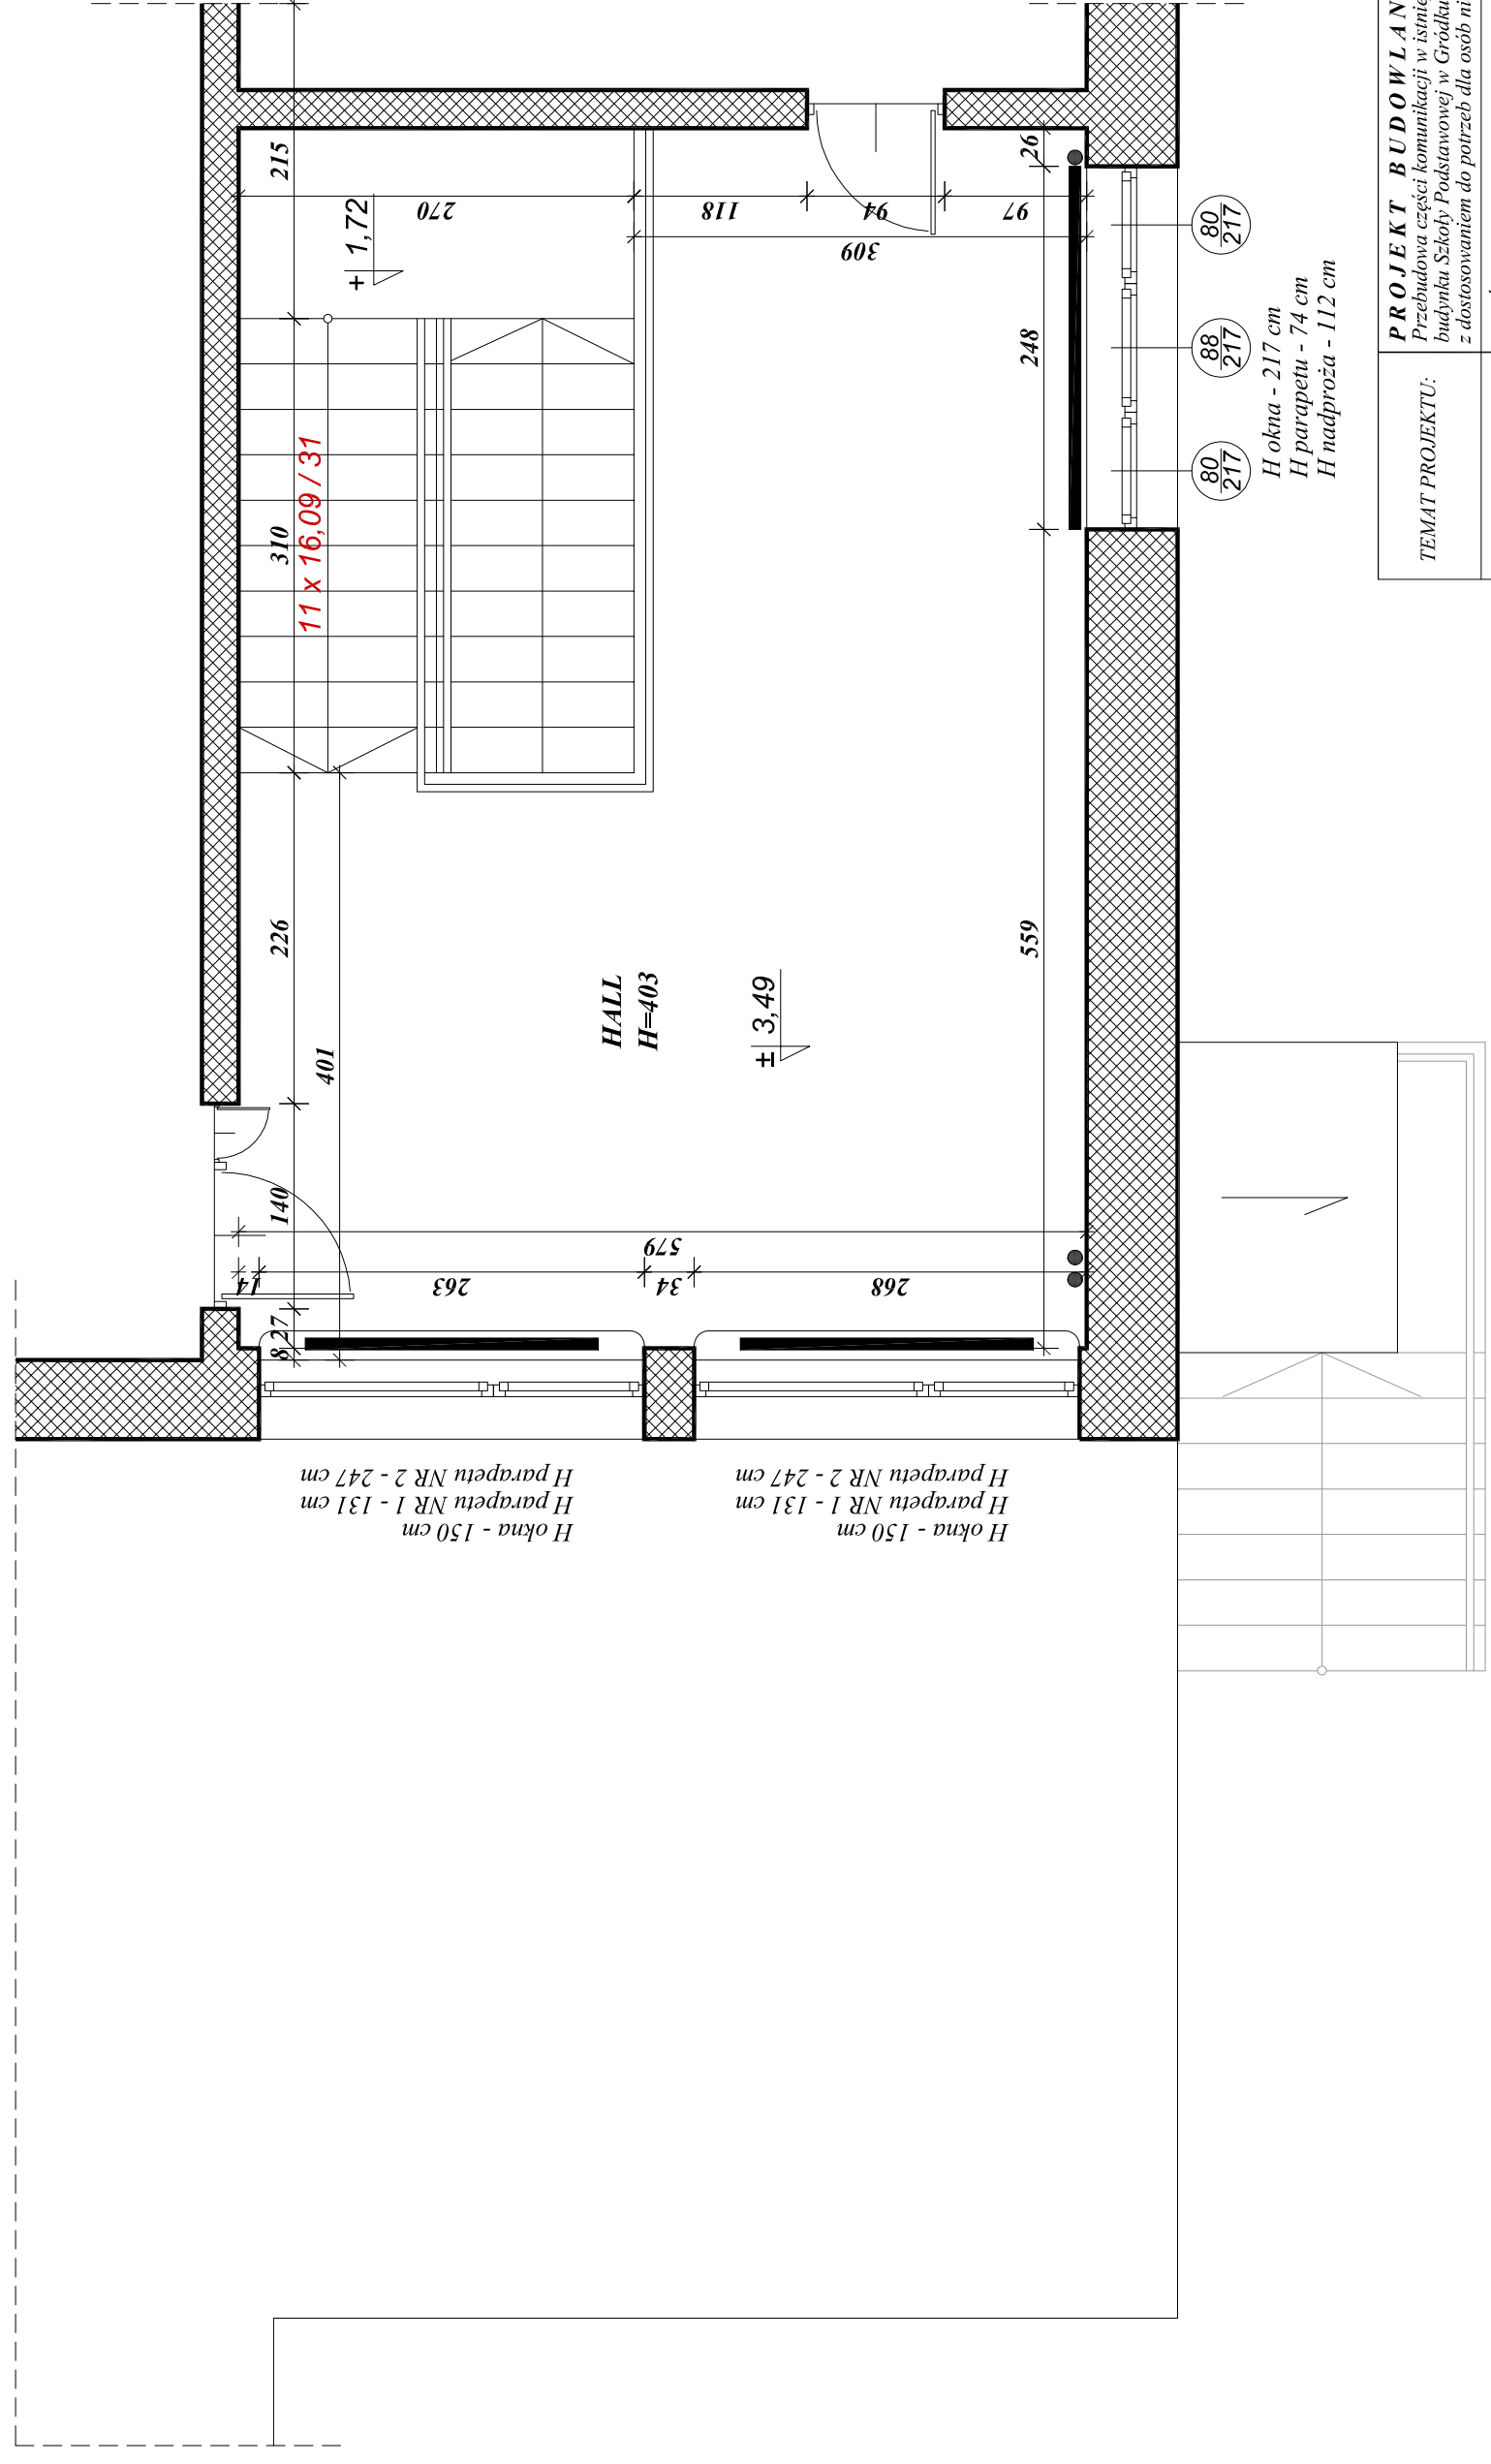 215
270
+ 1,72
118
94
97
309
26
248
310
11 x 16,09 / 31
226
401
HALL
H=403
± 3,49
559
140
579
14
263
34
268
27
8
80
217
88
217
80
217
H okna - 217 cm
H parapetu - 74 cm
H nadproża - 112 cm
H parapetu NR 2 - 247 cm
H parapetu NR 1 - 131 cm
H okna - 150 cm
H parapetu NR 2 - 247 cm
H parapetu NR 1 - 131 cm
H okna - 150 cm
TEMAT PROJEKTU:
PROJEKT BUDOWLAN
Przebudowa części komunikacji w istnie
budynku Szkoły Podstawowej w Gródku
z dostosowaniem do potrzeb dla osób ni